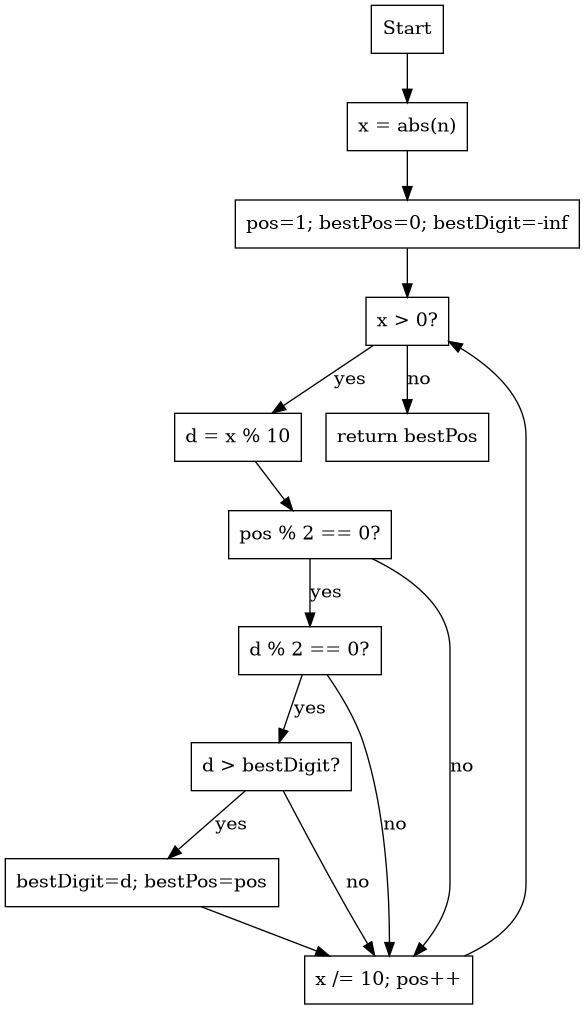 Start
x = abs(n)
pos=1; bestPos=0; bestDigit=-inf
x > 0?
yes
no
d = x % 10
return bestPos
pos % 2 == 0?
yes
d % 2 == 0?
yes
no
d > bestDigit?
yes
no
no
bestDigit=d; bestPos=pos
x /= 10; pos++